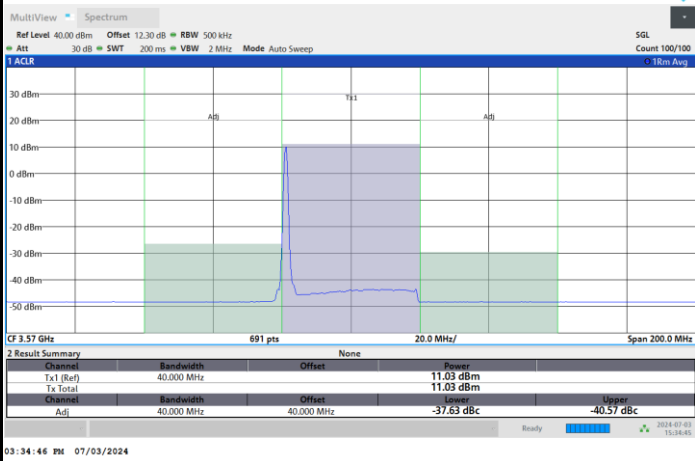 MultiView Spectrum
Ref Level 40.00 dBm Offset 12.30 dB RBW 500 kHz SGL
Att 30 dB SWT 200 ms VBW 2 MHz Mode Auto Sweep Count 100/100
1 ACLR 1Rm Avg
30 dBm
Tx1
20 dBm Adj Adj
10 dBm
0 dBm
-10 dBm
-20 dBm
-30 dBm
-40 dBm
-50 dBm
CF 3.57 GHz 691 pts 20.0 MHz/ Span 200.0 MHz
2 Result Summary None
Channel Bandwidth Offset Power
Tx1 (Ref) 40.000 MHz 11.03 dBm
Tx Total 11.03 dBm
Channel Bandwidth Offset Lower Upper
Adj 40.000 MHz 40.000 MHz -37.63 dBc -40.57 dBc
Ready 2024-07-03
15:34:45
03:34:46 PM 07/03/2024